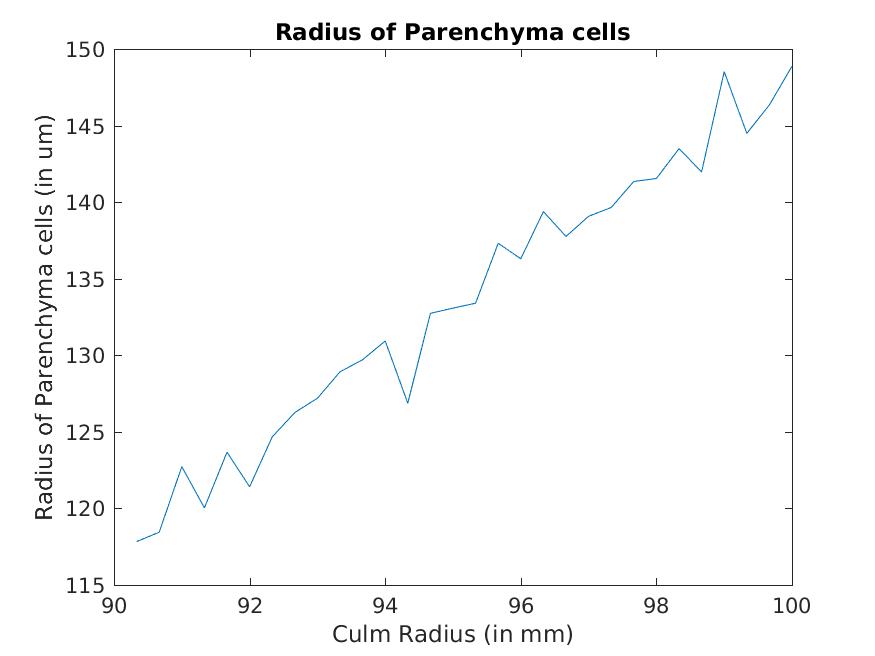 Radius of Parenchyma cells
150
145
140
135
130
125
120
115
Radius of Parenchyma cells (in um)
90 92 94 96 98 100
Culm Radius (in mm)